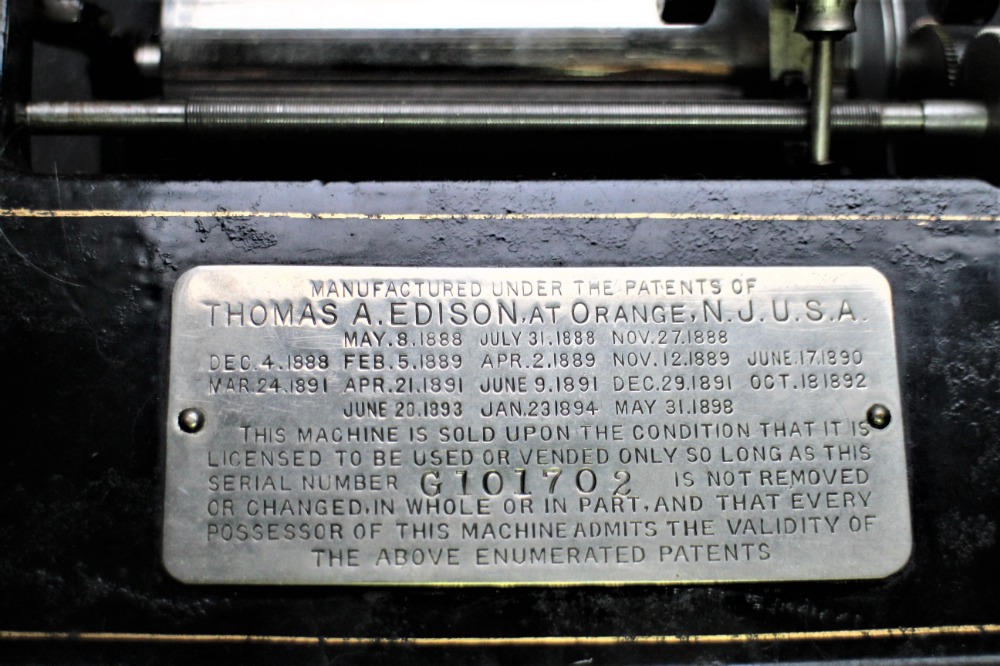 MANUFACTURED UNDER THE PATENTS OF
THOMAS A. EDISON, AT ORANGE, N.J.U.S.A.
MAY.8.1888 JULY 31.1888 NOV.27.1888
DEC.4.1888 FEB.5.1889 APR.2.1889 NOV.12.1889 JUNE.17.1890
MAR.24.1891 APR.21.1891 JUNE 9.1891 DEC.29.1891 OCT.18 1892
JUNE 20.1893 JAN.23 1894 MAY 31.1898
THIS MACHINE IS SOLD UPON THE CONDITION THAT IT IS
LICENSED TO BE USED OR VENDED ONLY SO LONG AS THIS
SERIAL NUMBER G101702 IS NOT REMOVED
OR CHANGED, IN WHOLE OR IN PART, AND THAT EVERY
POSSESSOR OF THIS MACHINE ADMITS THE VALIDITY OF
THE ABOVE ENUMERATED PATENTS